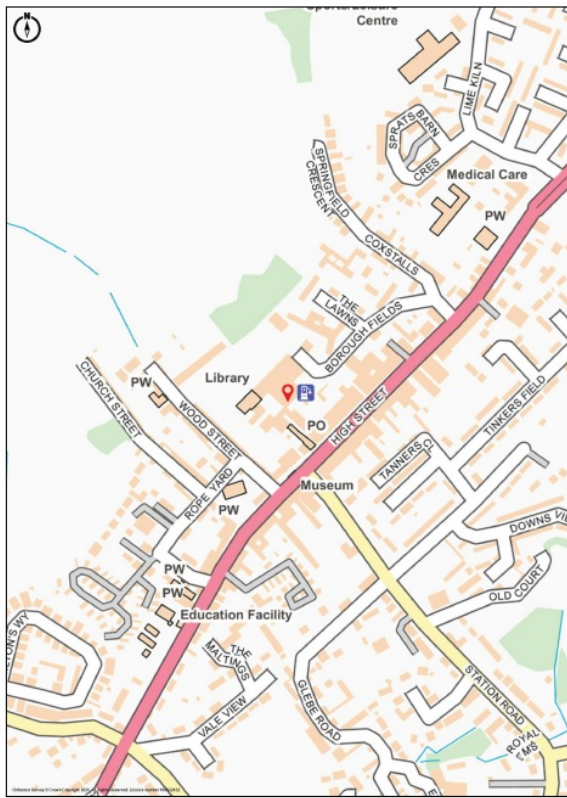 Sports/Leisure
Centre
LIME KILN
SPRATS
BARN
CRES
SPRINGFIELD
CRESCENT
Medical Care
PW
COXSTALLS
THE
LAWNS
BOROUGH FIELDS
CHURCH STREET
PW
Library
WOOD STREET
PO
HIGH STREET
TINKERS FIELD
TANNERS CL
Museum
ROPE YARD
PW
DOWNS VI
OLD COURT
PW
PW
Education Facility
THE
MALTINGS
VALE VIEW
GLEBE ROAD
STATION ROAD
ROYAL